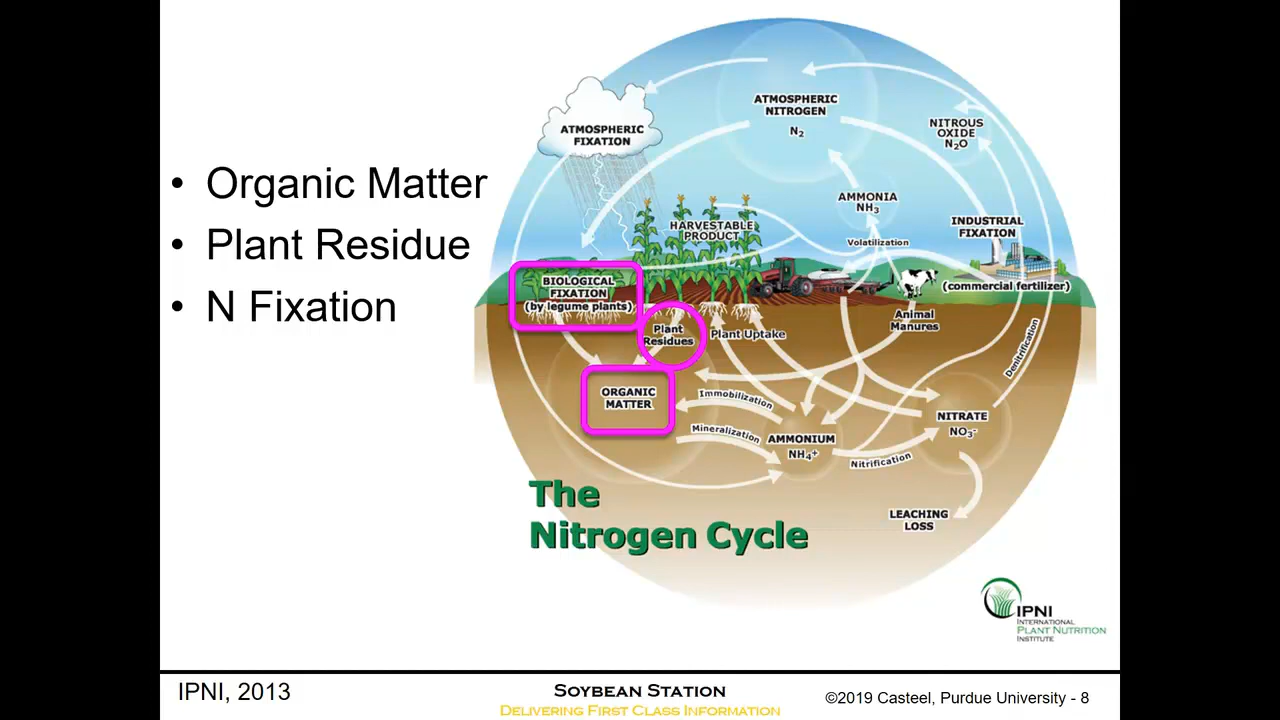 • Organic Matter
• Plant Residue
• N Fixation
ATMOSPHERIC
NITROGEN
N₂
ATMOSPHERIC
FIXATION
NITROUS
OXIDE
N₂O
AMMONIA
NH₃
Volatilization
HARVESTABLE
PRODUCT
INDUSTRIAL
FIXATION
(commercial fertilizer)
BIOLOGICAL
FIXATION
(by legume plants)
Plant
Residues
Plant Uptake
Animal
Manures
Denitrification
ORGANIC
MATTER
Immobilization
Mineralization
AMMONIUM
NH₄⁺
Nitrification
NITRATE
NO₃⁻
LEACHING
LOSS
The
Nitrogen Cycle
IPNI
INTERNATIONAL
PLANT NUTRITION
INSTITUTE
IPNI, 2013
SOYBEAN STATION
DELIVERING FIRST CLASS INFORMATION
©2019 Casteel, Purdue University - 8